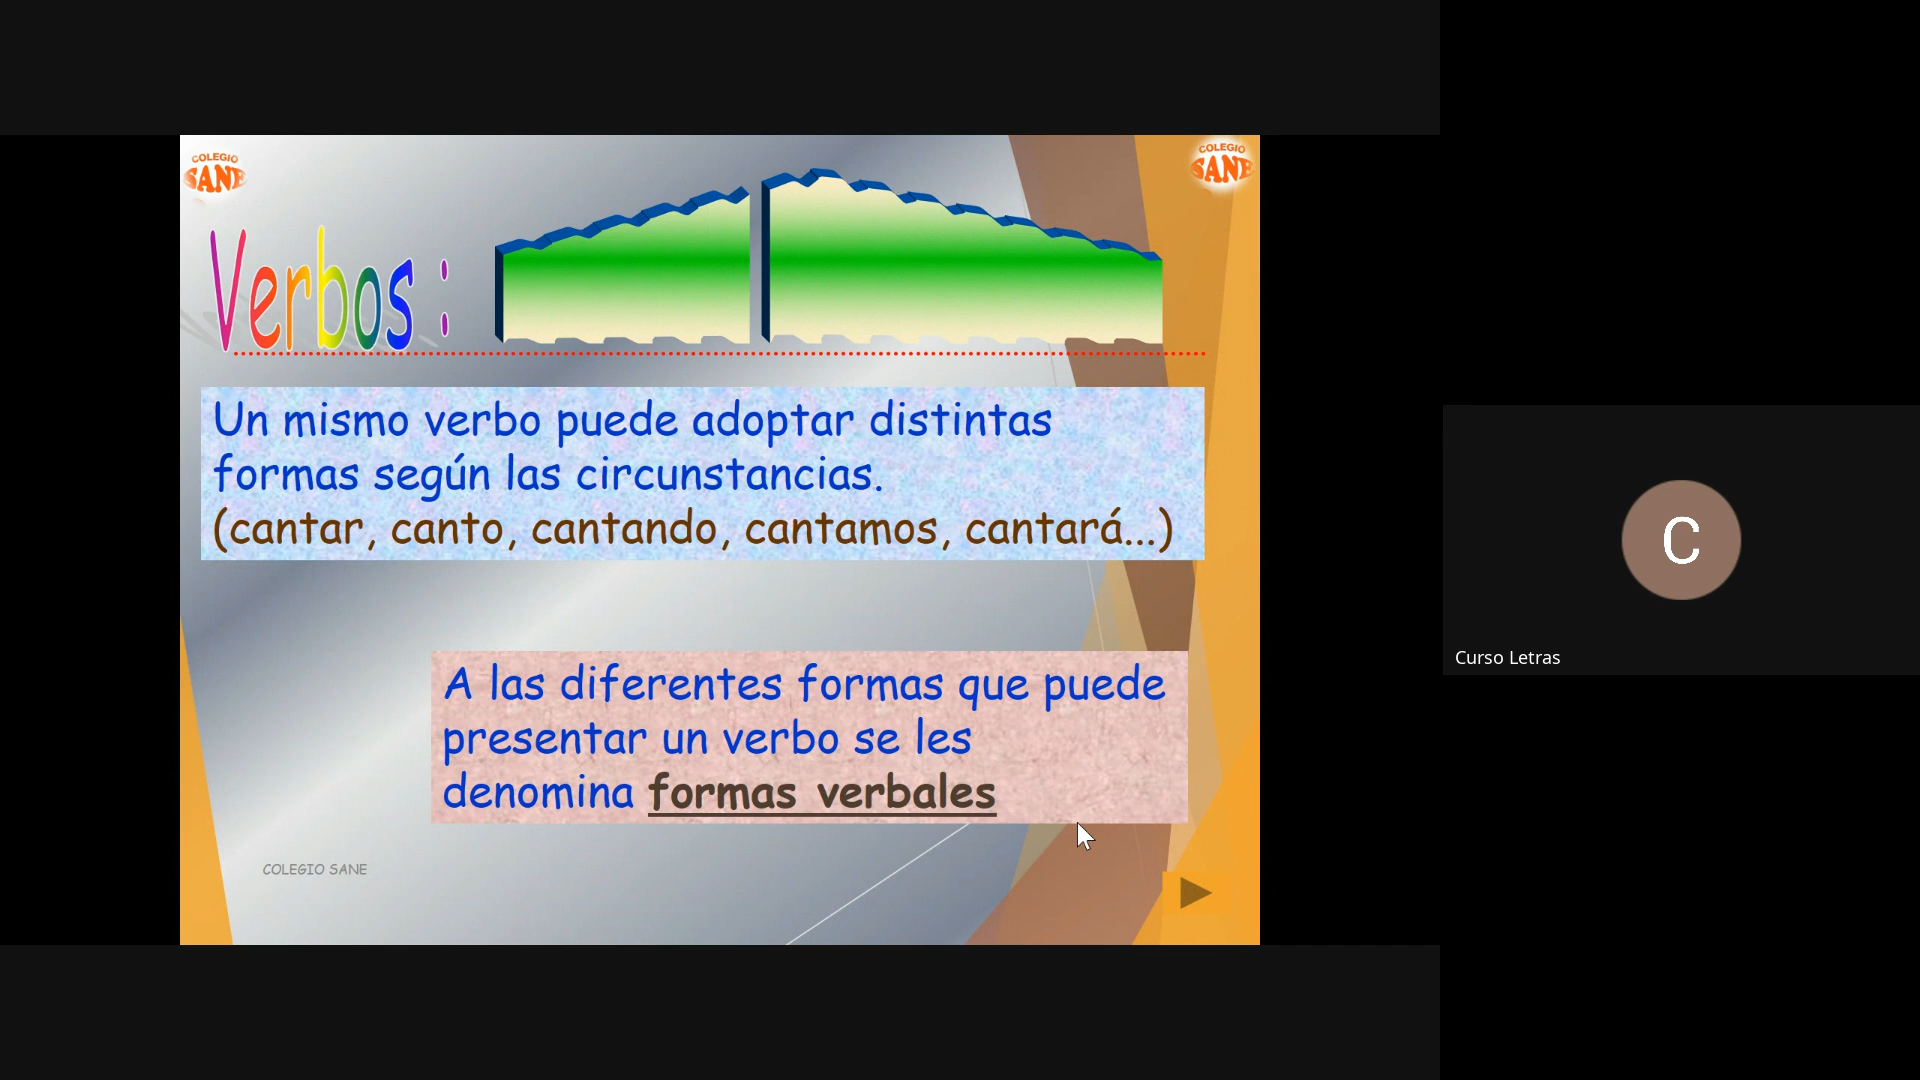 COLEGIO
SANE
COLEGIO
SANE
Verbos :
Un mismo verbo puede adoptar distintas
formas según las circunstancias.
(cantar, canto, cantando, cantamos, cantará...)
A las diferentes formas que puede
presentar un verbo se les
denomina formas verbales
COLEGIO SANE
C
Curso Letras